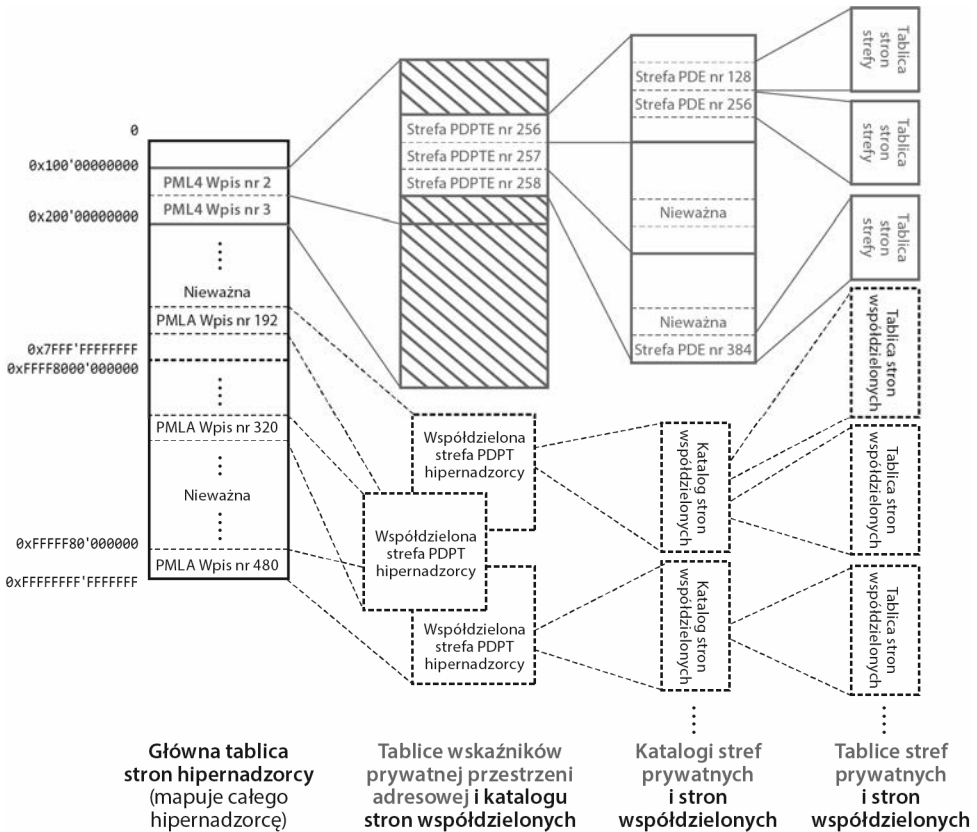 0
0x100'00000000
0x200'00000000
0x7FFF'FFFFFFFF
0xFFFF8000'000000
0xFFFFF80'000000
0xFFFFFFFF'FFFFFFF
PML4 Wpis nr 2
PML4 Wpis nr 3
Nieważna
PMLA Wpis nr 192
PMLA Wpis nr 320
Nieważna
PMLA Wpis nr 480
Strefa PDPTE nr 256
Strefa PDPTE nr 257
Strefa PDPTE nr 258
Współdzielona
strefa PDPT
hipernadzorcy
Współdzielona
strefa PDPT
hipernadzorcy
Współdzielona
strefa PDPT
hipernadzorcy
Strefa PDE nr 128
Strefa PDE nr 256
Nieważna
Nieważna
Strefa PDE nr 384
Katalog stron
współdzielonych
Katalog stron
współdzielonych
Tablica
stron
strefy
Tablica
stron
strefy
Tablica
stron
strefy
Tablica stron
współdzielonych
Tablica stron
współdzielonych
Tablica stron
współdzielonych
Główna tablica
stron hipernadzorcy
(mapuje całego
hipernadzorcę)
Tablice wskaźników
prywatnej przestrzeni
adresowej i katalogu
stron współdzielonych
Katalogi stref
prywatnych
i stron
współdzielonych
Tablice stref
prywatnych
i stron
współdzielonych